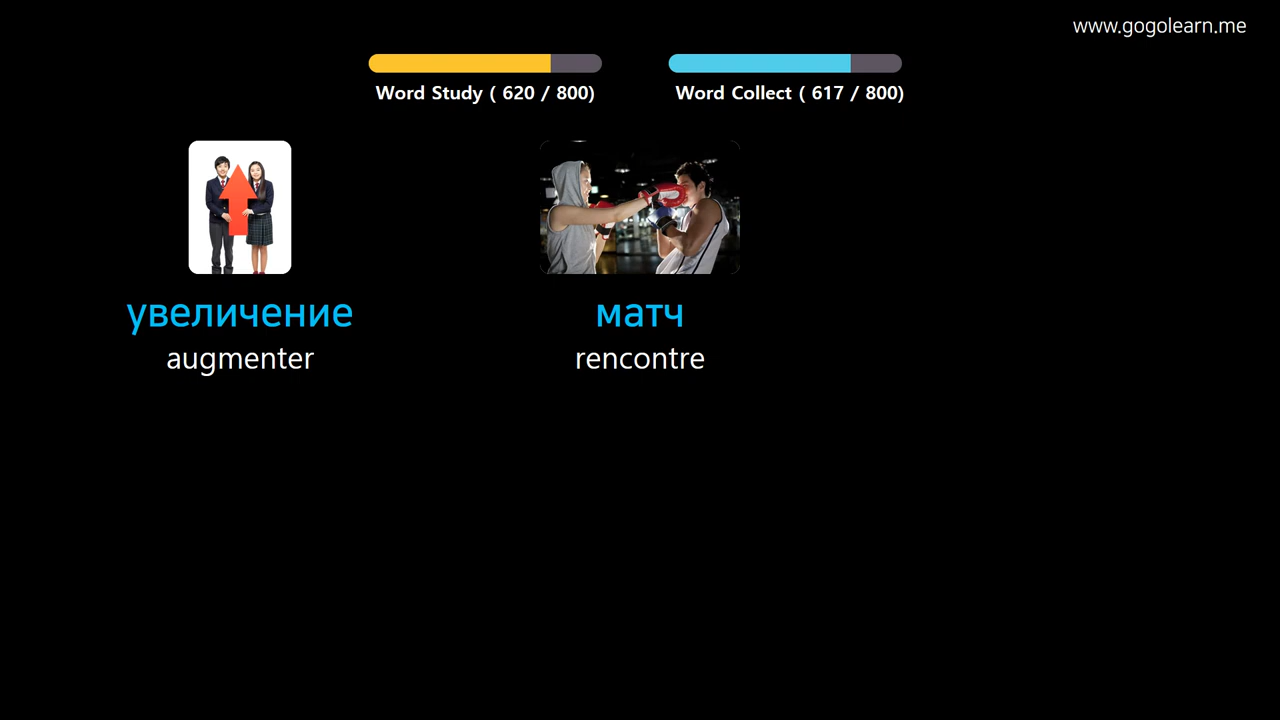 www.gogolearn.me
Word Study ( 620 / 800)
Word Collect ( 617 / 800)
увеличение
augmenter
матч
rencontre